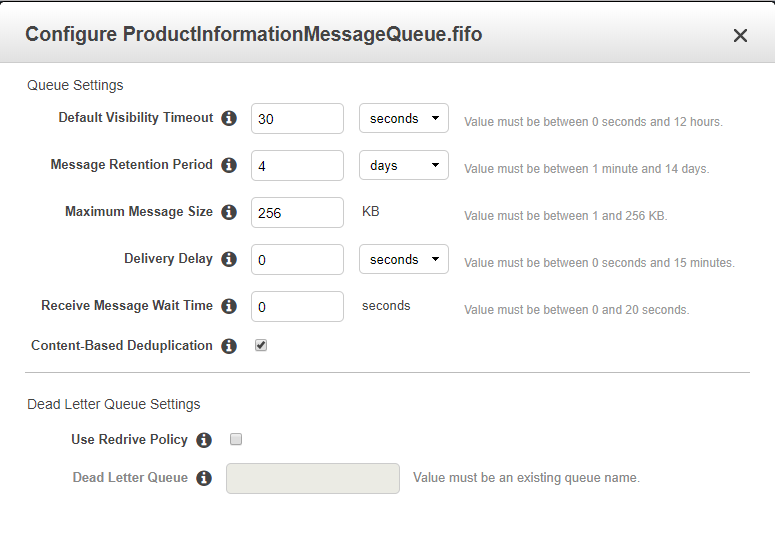 Configure ProductInformationMessageQueue.fifo
Queue Settings
Default Visibility Timeout 30 seconds Value must be between 0 seconds and 12 hours.
Message Retention Period 4 days Value must be between 1 minute and 14 days.
Maximum Message Size 256 KB Value must be between 1 and 256 KB.
Delivery Delay 0 seconds Value must be between 0 seconds and 15 minutes.
Receive Message Wait Time 0 seconds Value must be between 0 and 20 seconds.
Content-Based Deduplication
Dead Letter Queue Settings
Use Redrive Policy
Dead Letter Queue Value must be an existing queue name.